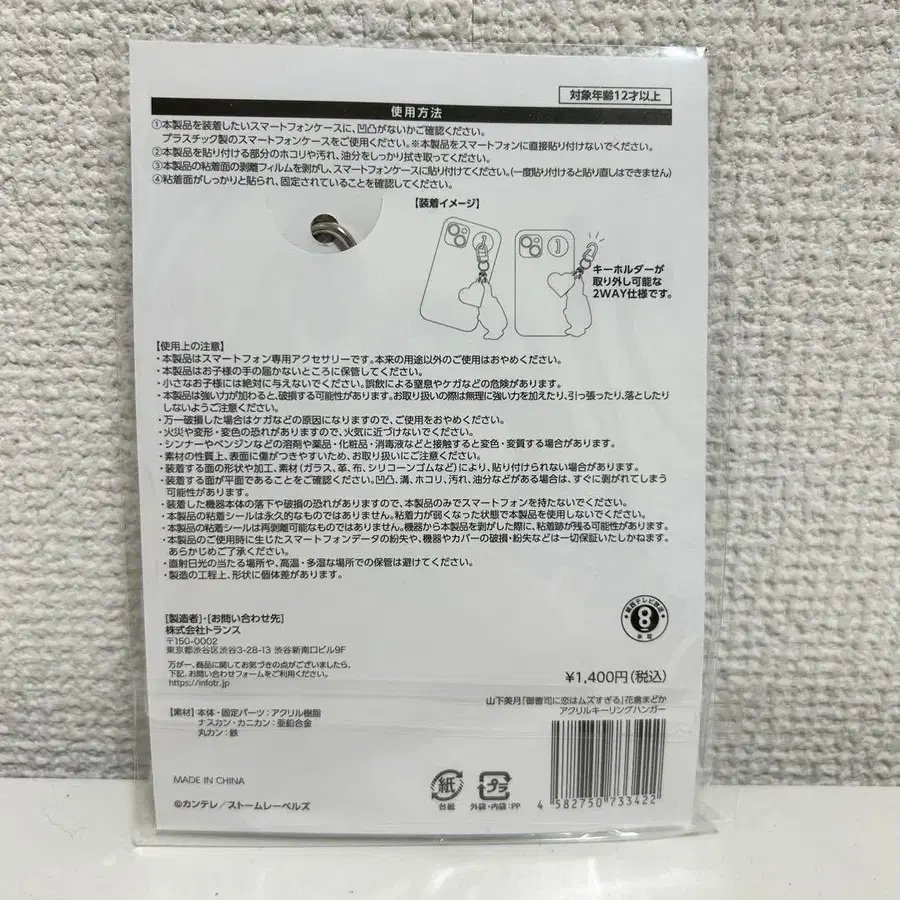 対象年齢12才以上
使用方法
①本製品を装着したいスマートフォンケースに、凹凸がないかご確認ください。
プラスチック製のスマートフォンケースをご使用ください。※本製品をスマートフォンに直接貼り付けないでください。
②本製品を貼り付ける部分のホコリや汚れ、油分をしっかり拭き取ってください。
③本製品の粘着面の剥離フィルムを剥がし、スマートフォンケースに貼り付けてください。(一度貼り付けると貼り直しはできません)
④粘着面がしっかりと貼られ、固定されていることを確認してください。
【装着イメージ】
キーホルダーが
取り外し可能な
2WAY仕様です。
【使用上の注意】
・本製品はスマートフォン専用アクセサリーです。本来の用途以外のご使用はおやめください。
・本製品はお子様の手の届かないところに保管してください。
・小さなお子様には絶対に与えないでください。誤飲による窒息やケガなどの危険があります。
・本製品は強い力が加わると、破損する可能性があります。お取り扱いの際は無理に強い力を加えたり、引っ張ったり、落としたり
しないようご注意ください。
・万一破損した場合はケガなどの原因になりますので、ご使用をおやめください。
・火災や変形・変色の恐れがありますので、火気に近づけないでください。
・シンナーやベンジンなどの溶剤や薬品・化粧品・消毒液などと接触すると変色・変質する場合があります。
・素材の性質上、表面に傷がつきやすいため、お取り扱いにご注意ください。
・装着する面の形状や加工、素材(ガラス、革、布、シリコーンゴムなど)により、貼り付けられない場合があります。
・装着する面が平面であることをご確認ください。凹凸、溝、ホコリ、汚れ、油分などがある場合は、すぐに剥がれてしまう
可能性があります。
・装着した機器本体の落下や破損の恐れがありますので、本製品のみでスマートフォンを持たないでください。
・本製品の粘着シールは永久的なものではありません。粘着力が弱くなった状態で本製品を使用しないでください。
・本製品の粘着シールは再剥離可能なものではありません。機器から本製品を剥がした際に、粘着跡が残る可能性があります。
・本製品のご使用時に生じたスマートフォンデータの紛失や、機器やカバーの破損・紛失などは一切保証いたしかねます。
あらかじめご了承ください。
・直射日光の当たる場所や、高温・多湿な場所での保管は避けてください。
・製造の工程上、形状に個体差があります。
[製造者]・[お問い合わせ先]
株式会社トランス
〒150-0002
東京都渋谷区渋谷3-28-13 渋谷新南口ビル9F
万が一、商品に関してお気づきの点がございましたら、
下記、お問い合わせフォームをご利用ください。
https://infotr.jp
関西テレビ放送
8
承認
¥1,400円(税込)
山下美月「御曹司に恋はムズすぎる」花倉まどか
アクリルキーリングハンガー
【素材】本体・固定パーツ:アクリル樹脂
ナスカン・カニカン:亜鉛合金
丸カン:鉄
MADE IN CHINA
©カンテレ/ストームレーベルズ
紙
台紙
プラ
外袋・内袋:PP
4 582750 733422